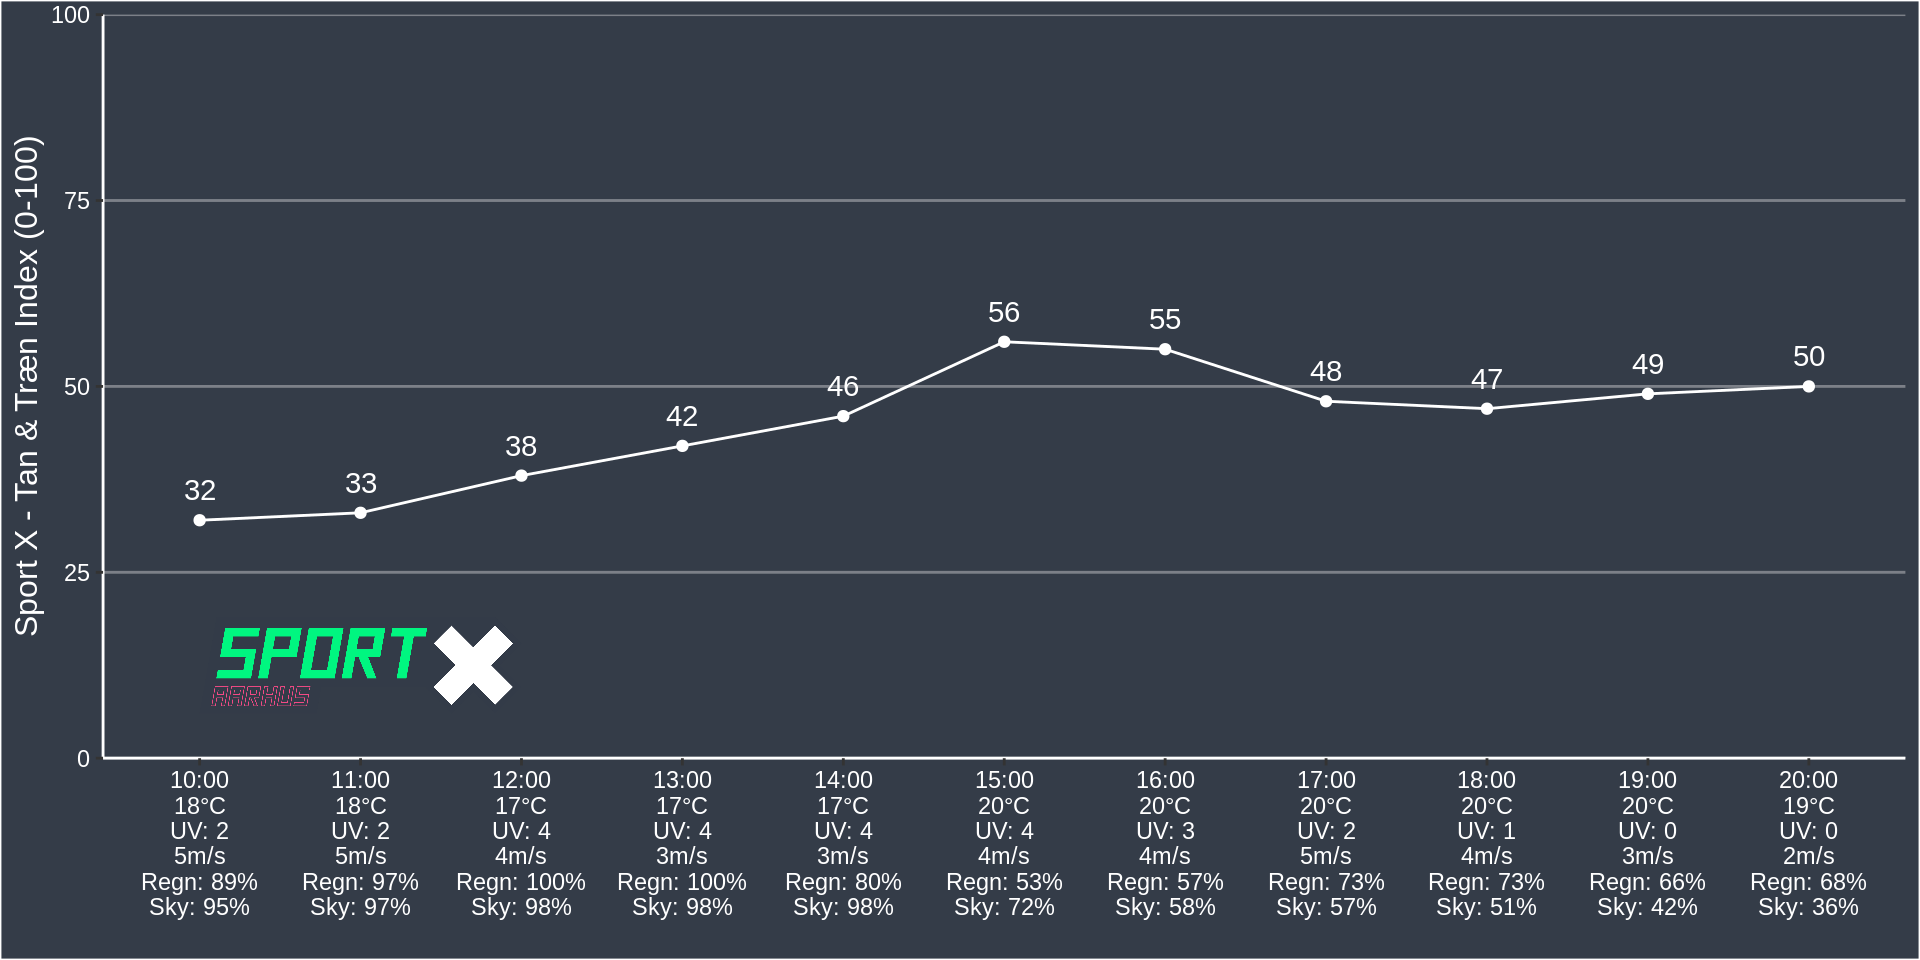 Sport X - Tan & Træn Index (0-100)
100
75
50
25
0
32 33 38 42 46 56 55 48 47 49 50
SPORT X
AARHUS
10:00 11:00 12:00 13:00 14:00 15:00 16:00 17:00 18:00 19:00 20:00
18°C 18°C 17°C 17°C 17°C 20°C 20°C 20°C 20°C 20°C 19°C
UV: 2 UV: 2 UV: 4 UV: 4 UV: 4 UV: 4 UV: 3 UV: 2 UV: 1 UV: 0 UV: 0
5m/s 5m/s 4m/s 3m/s 3m/s 4m/s 4m/s 5m/s 4m/s 3m/s 2m/s
Regn: 89% Regn: 97% Regn: 100% Regn: 100% Regn: 80% Regn: 53% Regn: 57% Regn: 73% Regn: 73% Regn: 66% Regn: 68%
Sky: 95% Sky: 97% Sky: 98% Sky: 98% Sky: 98% Sky: 72% Sky: 58% Sky: 57% Sky: 51% Sky: 42% Sky: 36%